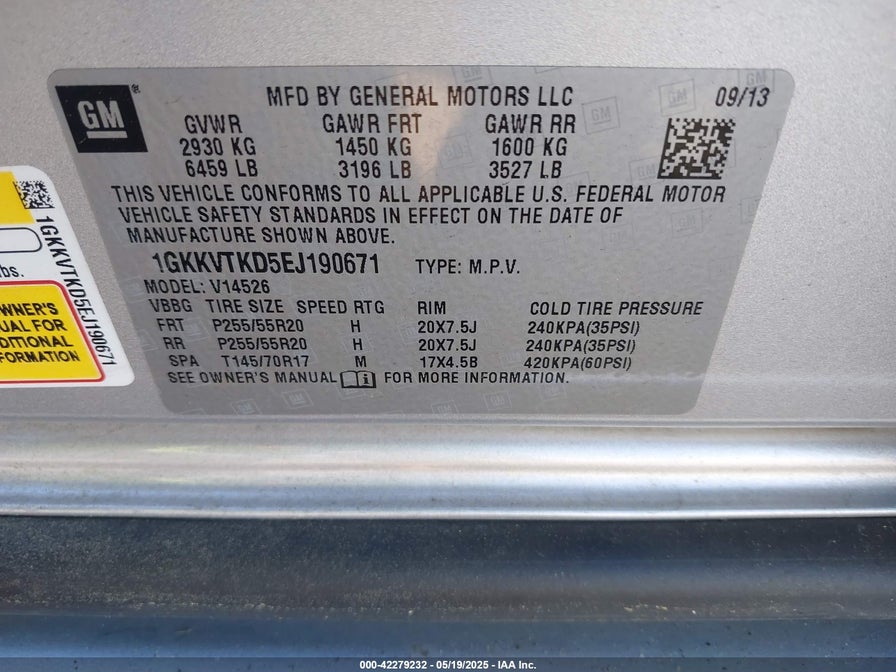 GM
MFD BY GENERAL MOTORS LLC 09/13
GVWR GAWR FRT GAWR RR
2930 KG 1450 KG 1600 KG
6459 LB 3196 LB 3527 LB
THIS VEHICLE CONFORMS TO ALL APPLICABLE U.S. FEDERAL MOTOR
VEHICLE SAFETY STANDARDS IN EFFECT ON THE DATE OF
MANUFACTURE SHOWN ABOVE.
1GKKVTKD5EJ190671 TYPE: M.P.V.
MODEL: V14526
VBBG TIRE SIZE SPEED RTG RIM COLD TIRE PRESSURE
FRT P255/55R20 H 20X7.5J 240KPA(35PSI)
RR P255/55R20 H 20X7.5J 240KPA(35PSI)
SPA T145/70R17 M 17X4.5B 420KPA(60PSI)
SEE OWNER'S MANUAL i FOR MORE INFORMATION.
1GKKVTKD5EJ190671
lbs.
OWNER'S
FOR
INFORMATION
000-42279232 - 05/19/2025 - IAA Inc.